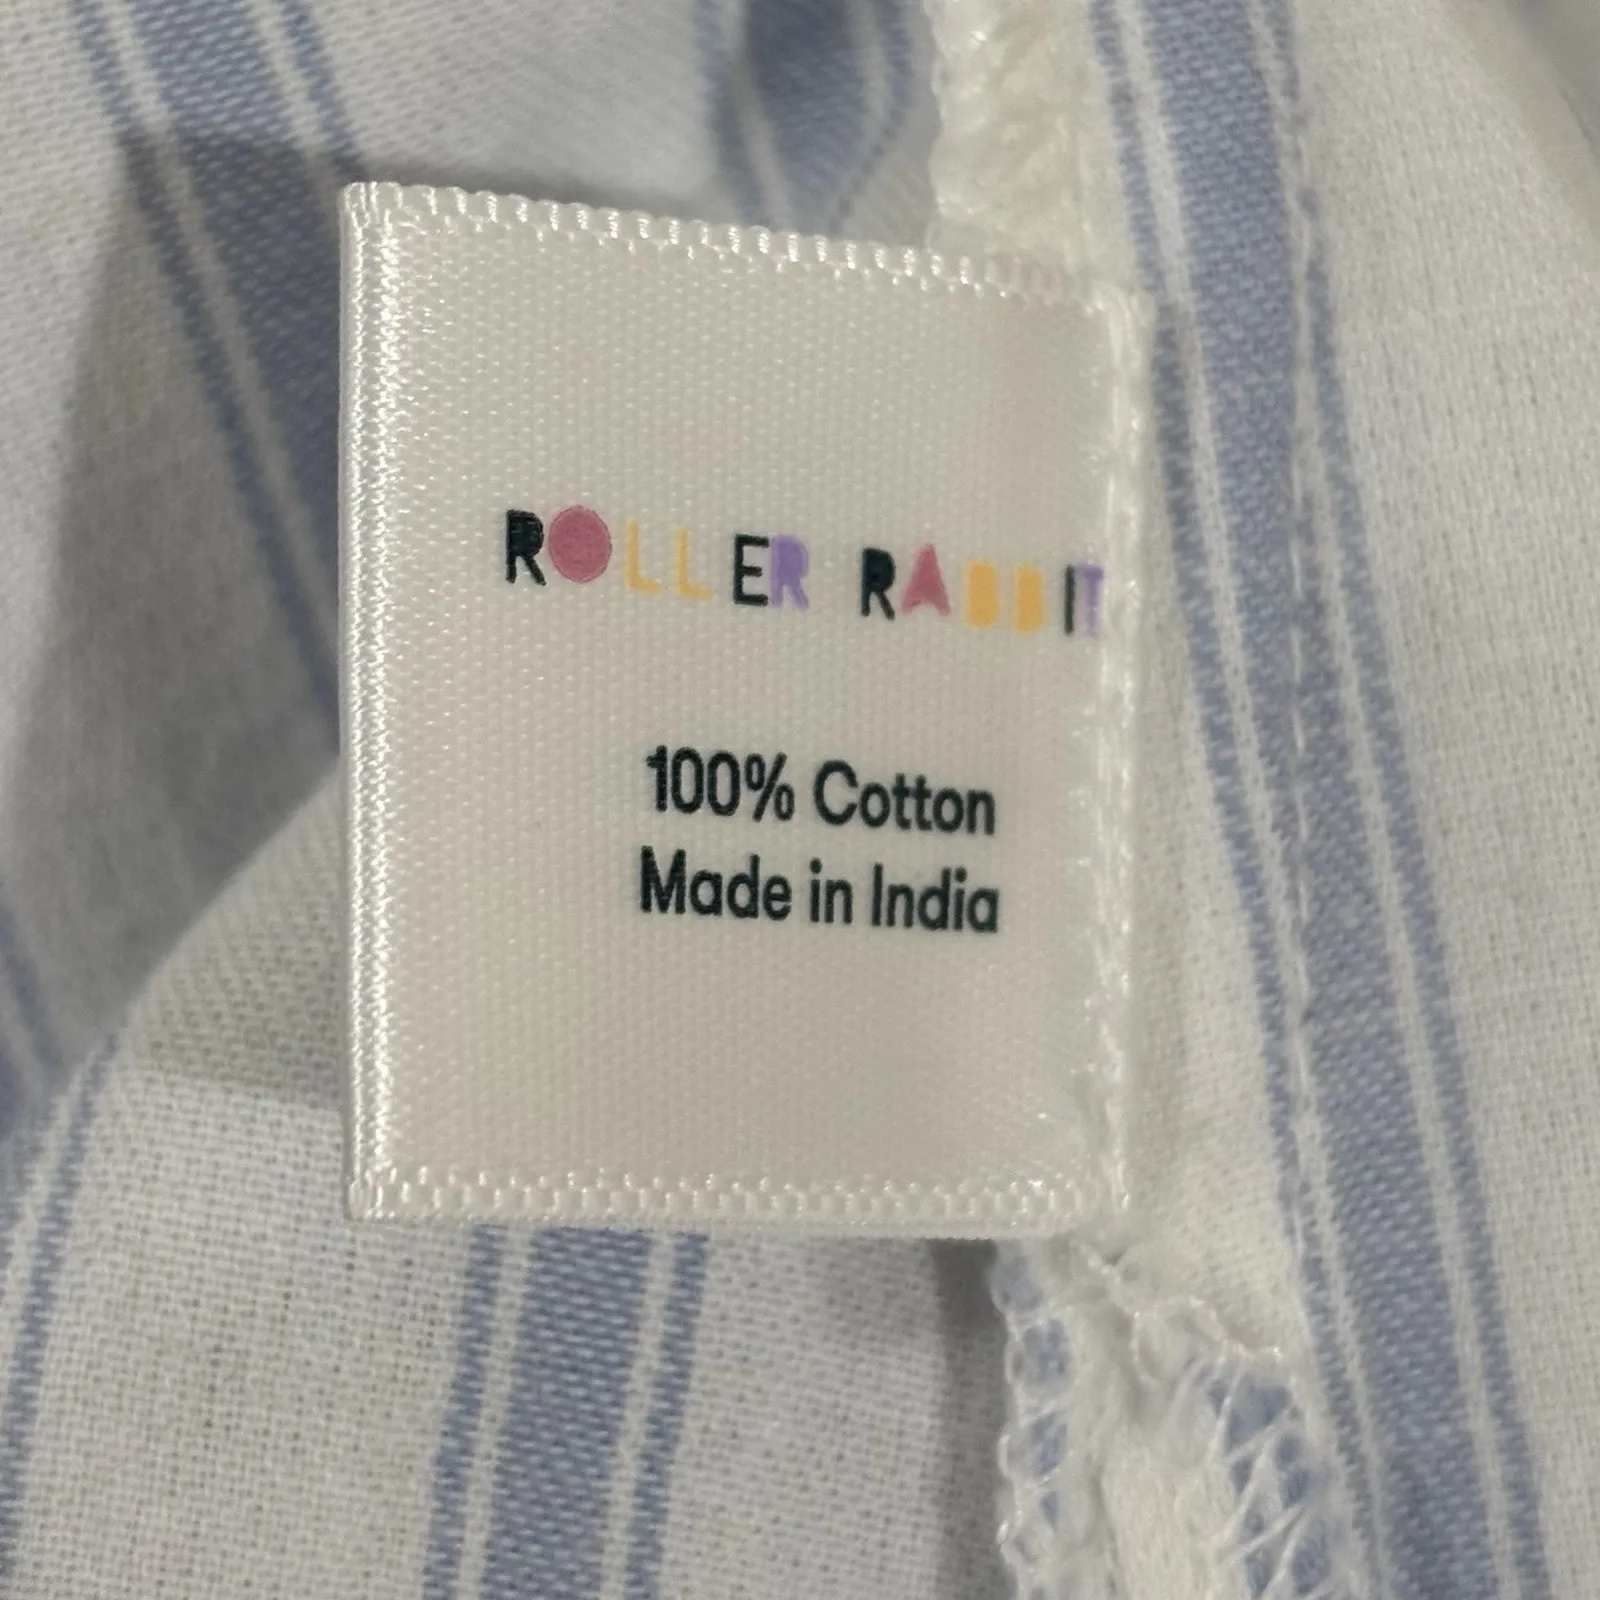 ROLLER RABBIT
100% Cotton
Made in India